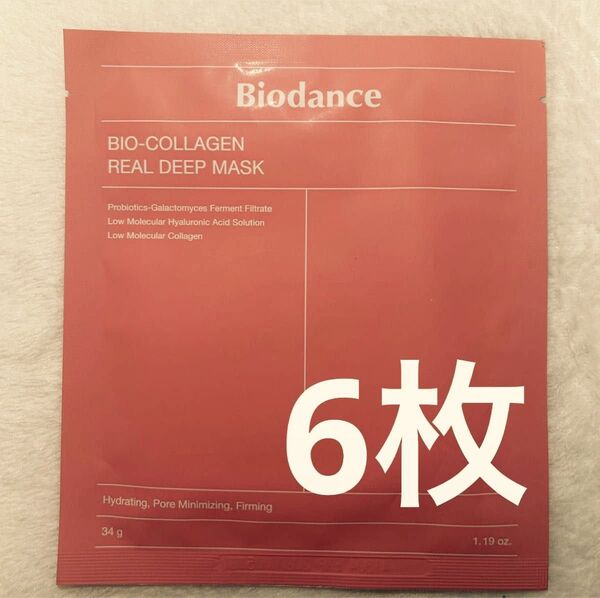 Biodance
BIO-COLLAGEN
REAL DEEP MASK
Probiotics-Galactomyces Ferment Filtrate
Low Molecular Hyaluronic Acid Solution
Low Molecular Collagen
6枚
Hydrating, Pore Minimizing, Firming
34 g
1.19 oz.